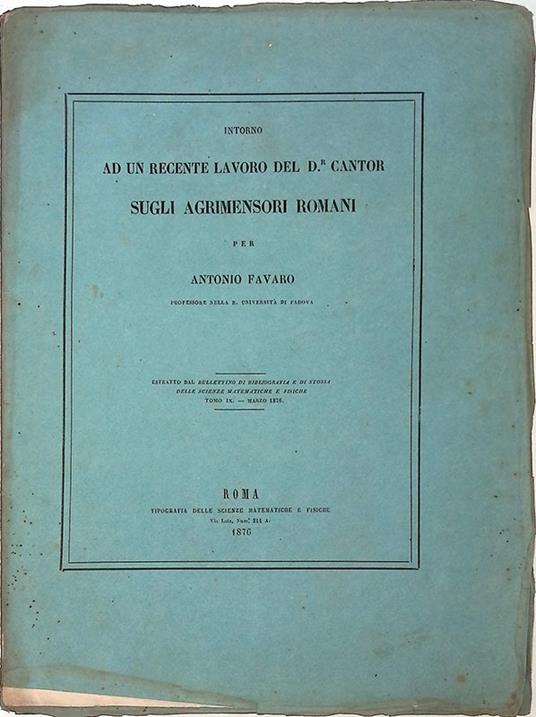 INTORNO
AD UN RECENTE LAVORO DEL D.R CANTOR
SUGLI AGRIMENSORI ROMANI
PER
ANTONIO FAVARO
PROFESSORE NELLA R. UNIVERSITÀ DI PADOVA
ESTRATTO DAL BULLETTINO DI BIBLIOGRAFIA E DI STORIA
DELLE SCIENZE MATEMATICHE E FISICHE
TOMO IX. — MARZO 1876.
ROMA
TIPOGRAFIA DELLE SCIENZE MATEMATICHE E FISICHE
Via Lata, Num.º 211 A.
1876